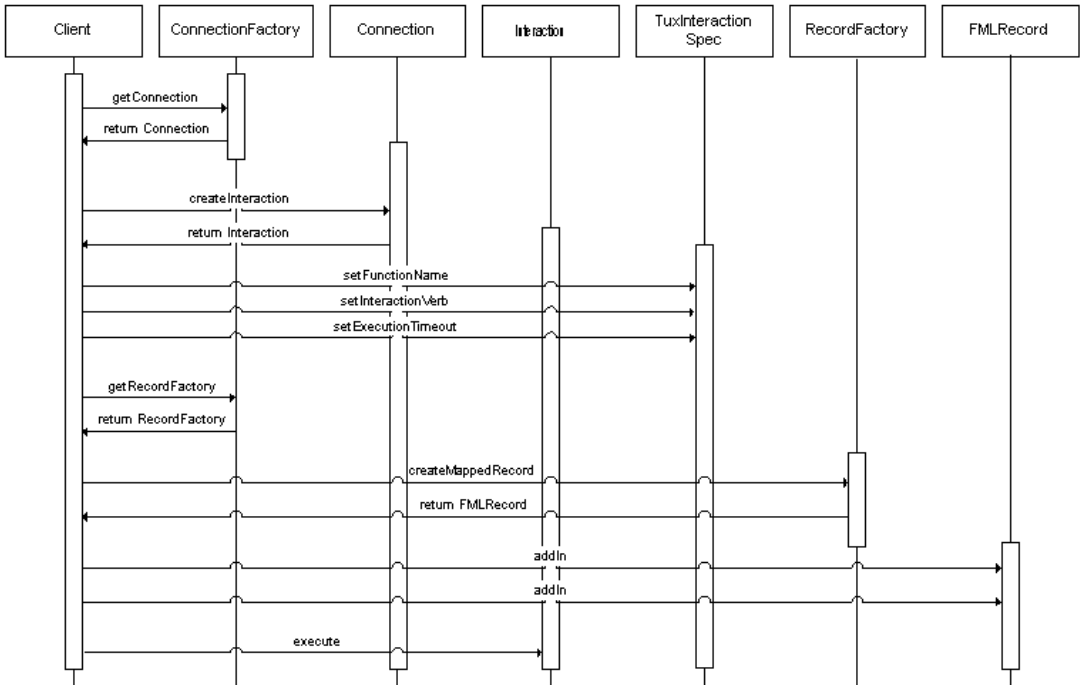 Client
ConnectionFactory
Connection
Interaction
TuxInteraction
Spec
RecordFactory
FMLRecord
getConnection
return Connection
createInteraction
return Interaction
setFunctionName
setInteractionVerb
setExecutionTimeout
getRecordFactory
return RecordFactory
createMappedRecord
return FMLRecord
addIn
addIn
execute